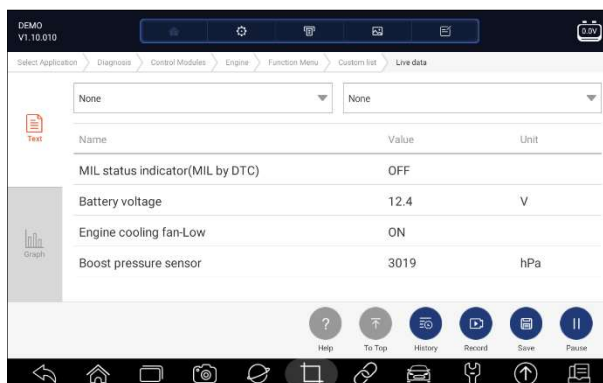 DEMO
V1.10.010
0.0V
Select Application Diagnosis Control Modules Engine Function Menu Custom list Live data
None None
Text
Name Value Unit
MIL status indicator(MIL by DTC) OFF
Battery voltage 12.4 V
Engine cooling fan-Low ON
Graph
Boost pressure sensor 3019 hPa
Help To Top History Record Save Pause